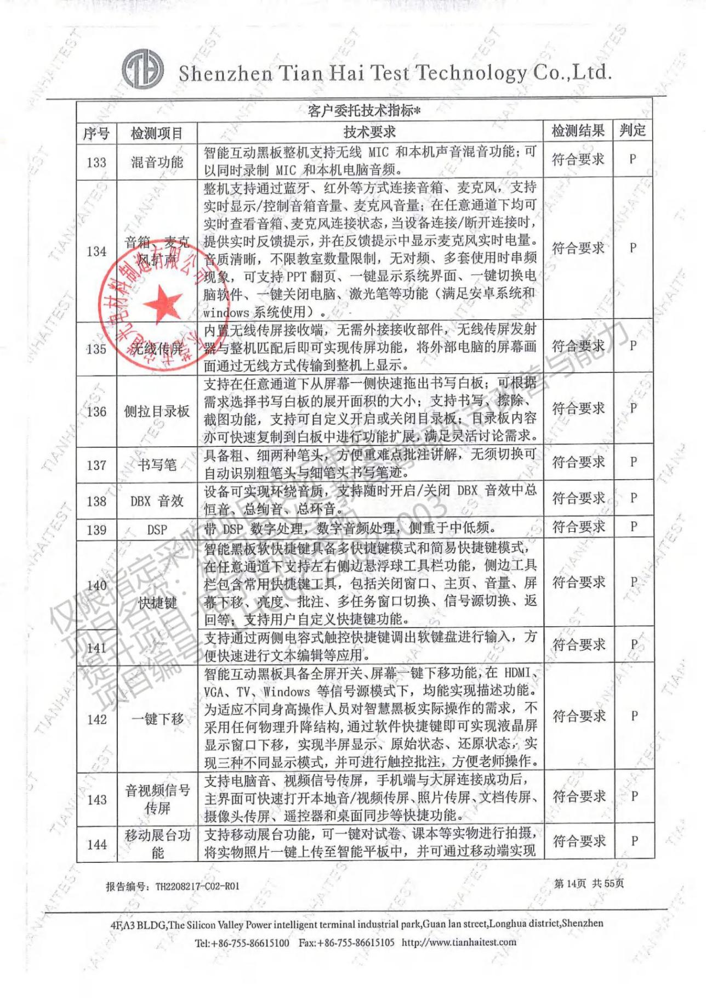 Shenzhen Tian Hai Test Technology Co.,Ltd.
客户委托技术指标*
序号 检测项目 技术要求 检测结果 判定
133 混音功能 智能互动黑板整机支持无线 MIC 和本机声音混音功能;可
以同时录制 MIC 和本机电脑音频。 符合要求 P
134 音箱、麦克
风扩声 整机支持通过蓝牙、红外等方式连接音箱、麦克风，支持
实时显示/控制音箱音量、麦克风音量；在任意通道下均可
实时查看音箱、麦克风连接状态,当设备连接/断开连接时，
提供实时反馈提示,并在反馈提示中显示麦克风实时电量。
音质清晰，不限教室数量限制，无对频、多套使用时串频
现象，可支持 PPT 翻页、一键显示系统界面、一键切换电
脑软件、一键关闭电脑、激光笔等功能（满足安卓系统和
windows 系统使用）。 符合要求 P
135 无线传屏 内置无线传屏接收端，无需外接接收部件，无线传屏发射
器与整机匹配后即可实现传屏功能，将外部电脑的屏幕画
面通过无线方式传输到整机上显示。 符合要求 P
136 侧拉目录板 支持在任意通道下从屏幕一侧快速拖出书写白板；可根据
需求选择书写白板的展开面积的大小；支持书写、擦除、
截图功能，支持可自定义开启或关闭目录板；目录板内容
亦可快速复制到白板中进行功能扩展,满足灵活讨论需求。 符合要求 P
137 书写笔 具备粗、细两种笔头，方便重难点批注讲解，无须切换可
自动识别粗笔头与细笔头书写笔迹。 符合要求 P
138 DBX 音效 设备可实现环绕音质，支持随时开启/关闭 DBX 音效中总
恒音、总绚音、总环音。 符合要求 P
139 DSP 带 DSP 数字处理，数字音频处理，侧重于中低频。 符合要求 P
140 快捷键 智能黑板软快捷键具备多快捷键模式和简易快捷键模式，
在任意通道下支持左右侧边悬浮球工具栏功能，侧边工具
栏包含常用快捷键工具，包括关闭窗口、主页、音量、屏
幕下移、亮度、批注、多任务窗口切换、信号源切换、返
回等；支持用户自定义快捷键功能。 符合要求 P
141 支持通过两侧电容式触控快捷键调出软键盘进行输入，方
便快速进行文本编辑等应用。 符合要求 P
142 一键下移 智能互动黑板具备全屏开关、屏幕一键下移功能,在 HDMI、
VGA、TV、Windows 等信号源模式下，均能实现描述功能。
为适应不同身高操作人员对智慧黑板实际操作的需求，不
采用任何物理升降结构,通过软件快捷键即可实现液晶屏
显示窗口下移，实现半屏显示、原始状态、还原状态，实
现三种不同显示模式，并可进行触控批注，方便老师操作。 符合要求 P
143 音视频信号
传屏 支持电脑音、视频信号传屏，手机端与大屏连接成功后，
主界面可快速打开本地音/视频传屏、照片传屏、文档传屏、
摄像头传屏、遥控器和桌面同步等快捷功能。 符合要求 P
144 移动展台功
能 支持移动展台功能，可一键对试卷、课本等实物进行拍摄，
将实物照片一键上传至智能平板中，并可通过移动端实现 符合要求 P
报告编号：TH2208217-C02-R01 第 14页 共 55页
4F,A3 BLDG,The Silicon Valley Power intelligent terminal industrial park,Guan lan street,Longhua district,Shenzhen
Tel:+86-755-86615100 Fax:+86-755-86615105 http://www.tianhaitest.com